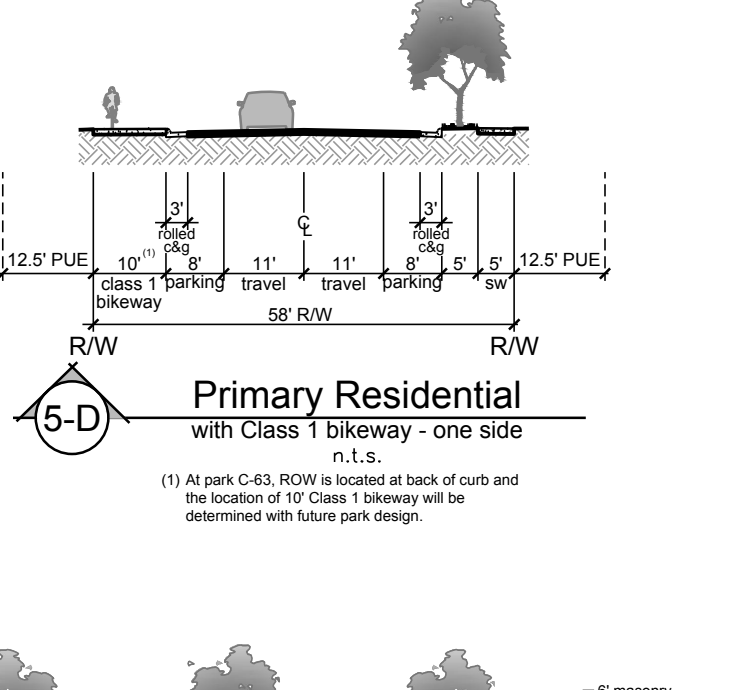 3' 3'
℄
rolled rolled
c&g c&g
12.5' PUE 10'(1) 8' 11' 11' 8' 5' 5' 12.5' PUE
class 1 parking travel travel parking sw
bikeway
58' R/W
R/W R/W
5-D
Primary Residential
with Class 1 bikeway - one side
n.t.s.
(1) At park C-63, ROW is located at back of curb and
the location of 10' Class 1 bikeway will be
determined with future park design.
6' masonry